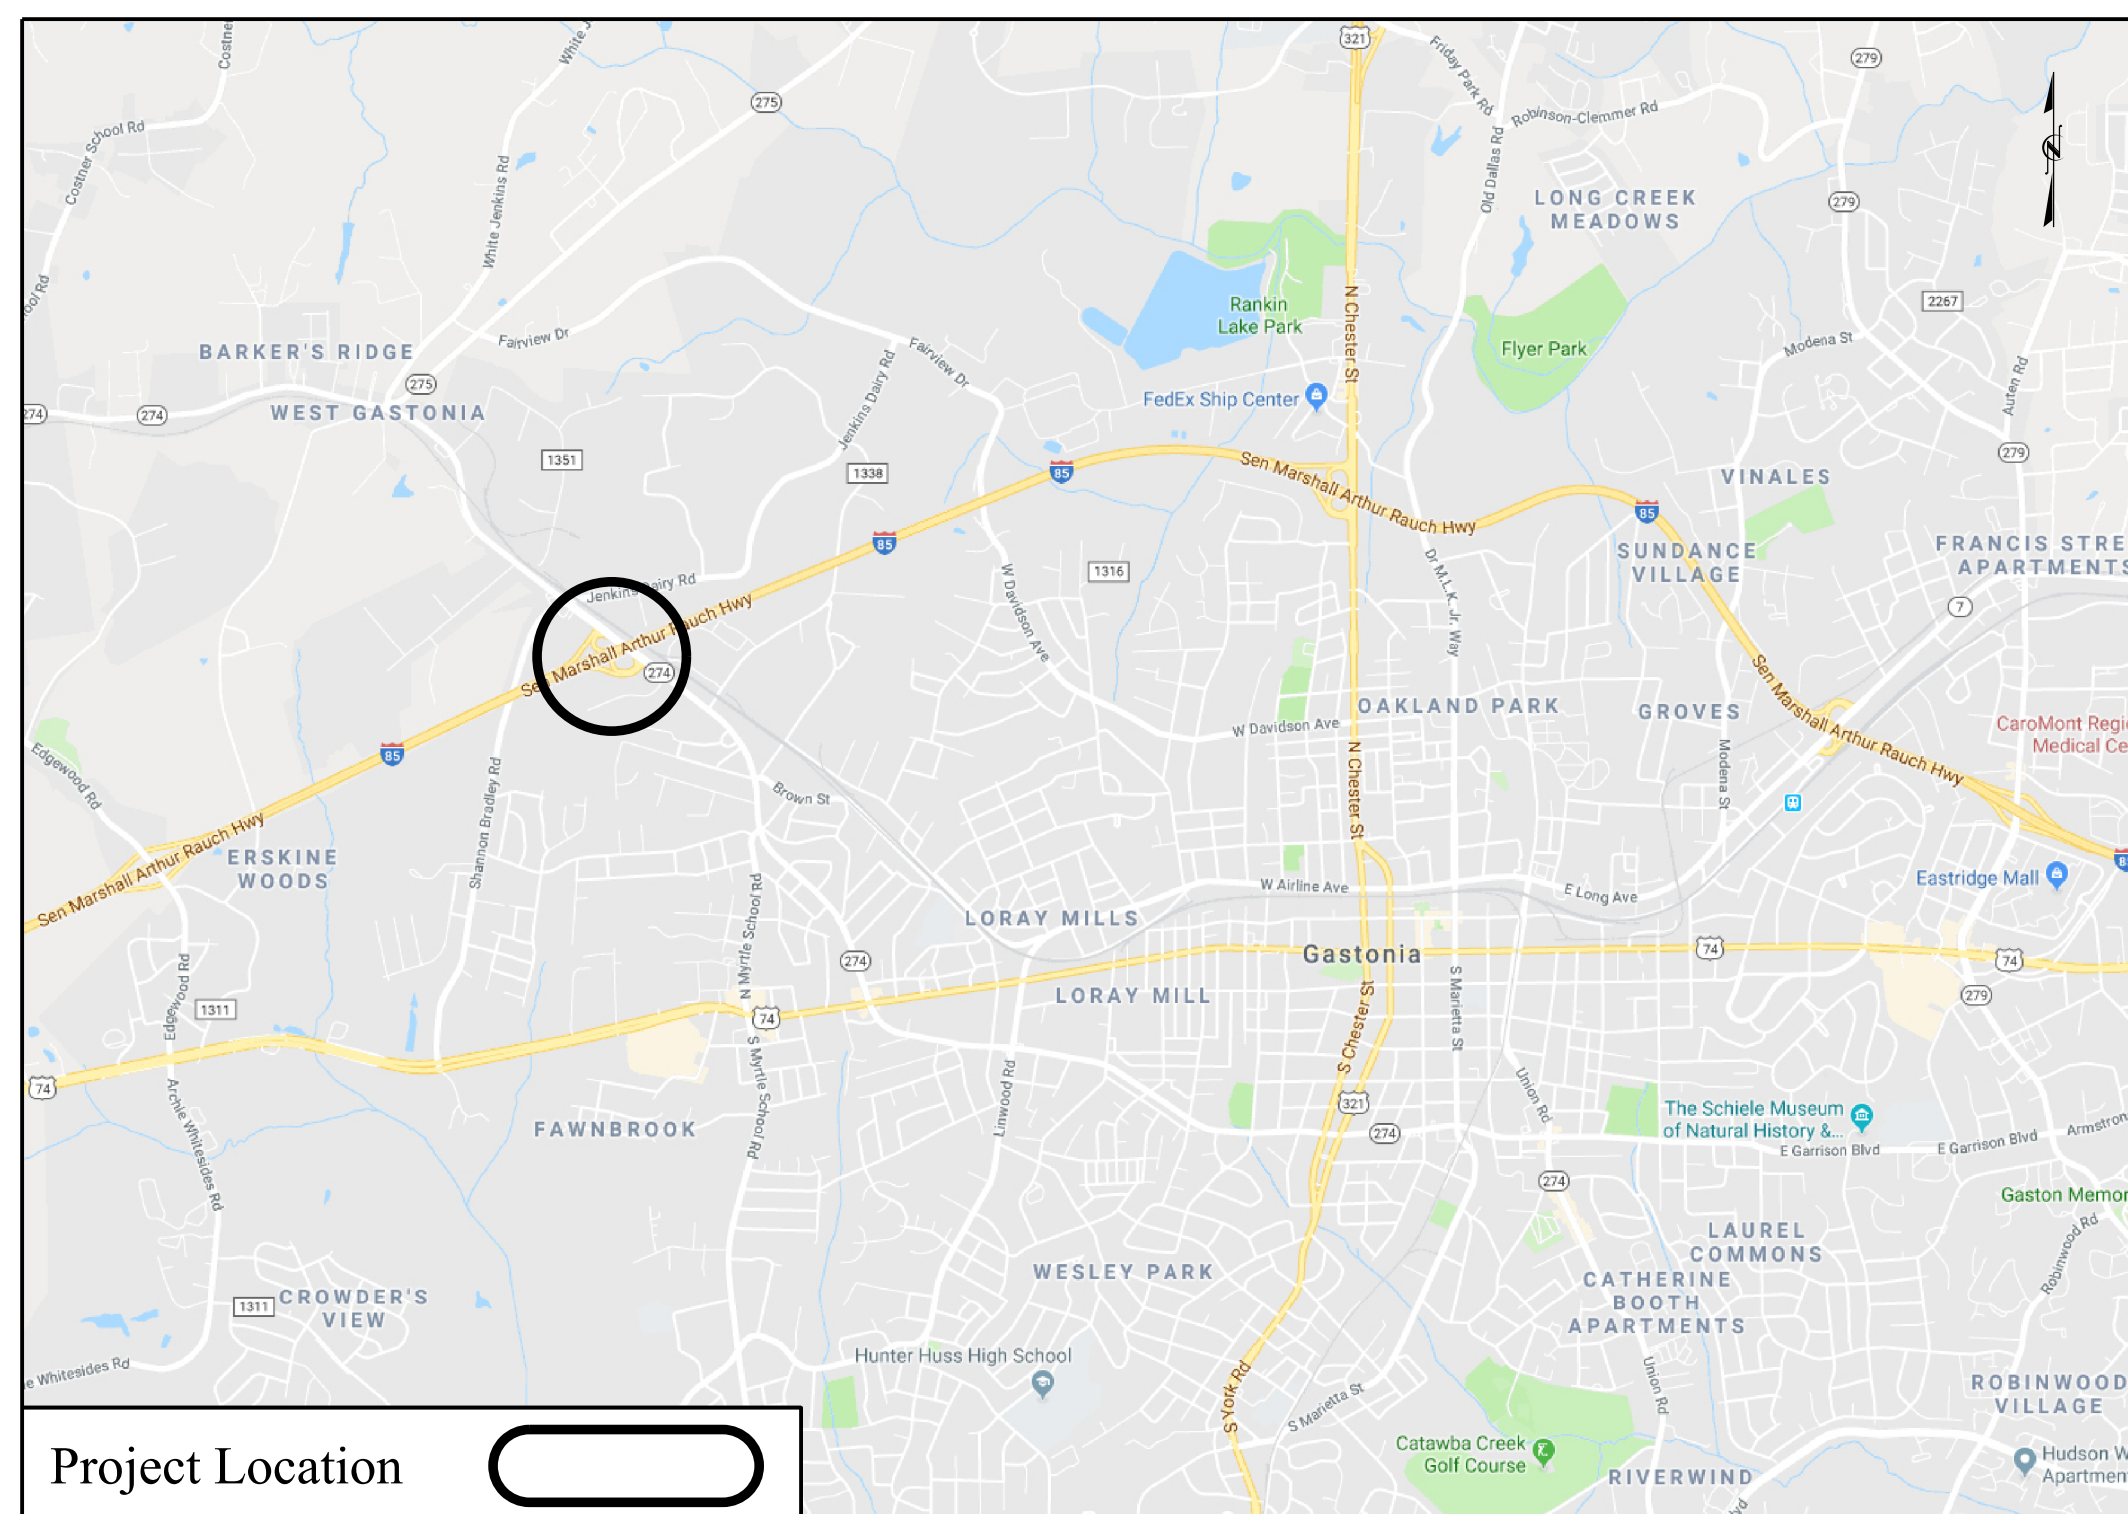 321
279
Costne
White J
Friday Park Rd
275
Robinson-Clemmer Rd
Costner School Rd
Old Dallas Rd
N
White Jenkins Rd
LONG CREEK
MEADOWS
279
ool Rd
Rankin
Lake Park
N Chester St
2267
Fairview Dr
Fairview Dr
Flyer Park
Modena St
BARKER'S RIDGE
275
Jenkins Dairy Rd
Auten Rd
FedEx Ship Center
274
274
WEST GASTONIA
1351
1338
85
Sen Marshall Arthur Rauch Hwy
279
VINALES
85
85
SUNDANCE
VILLAGE
FRANCIS STRE
APARTMENTS
Dr M.L.K. Jr. Way
W Davidson Ave
1316
Jenkins Dairy Rd
7
Sen Marshall Arthur Rauch Hwy
274
Sen Marshall Arthur Rauch Hwy
OAKLAND PARK
GROVES
W Davidson Ave
CaroMont Regi
Medical Ce
85
Edgewood Rd
N Chester St
Modena St
Shannon Bradley Rd
Brown St
Sen Marshall Arthur Rauch Hwy
ERSKINE
WOODS
8
W Airline Ave
E Long Ave
Eastridge Mall
N Myrtle School Rd
LORAY MILLS
Gastonia
74
74
274
Edgewood Rd
1311
LORAY MILL
S Marietta St
279
74
S Chester St
74
S Myrtle School Rd
Linwood Rd
Union Rd
Archie Whitesides Rd
321
The Schiele Museum
of Natural History &...
FAWNBROOK
274
E Garrison Blvd
E Garrison Blvd
Armstron
274
Gaston Memor
LAUREL
COMMONS
Robinwood Rd
WESLEY PARK
CATHERINE
BOOTH
APARTMENTS
1311
CROWDER'S
VIEW
Hunter Huss High School
e Whitesides Rd
S York Rd
S Marietta St
Union Rd
ROBINWOOD
VILLAGE
Catawba Creek
Golf Course
Hudson W
Apartmen
RIVERWIND
lvd
Project Location